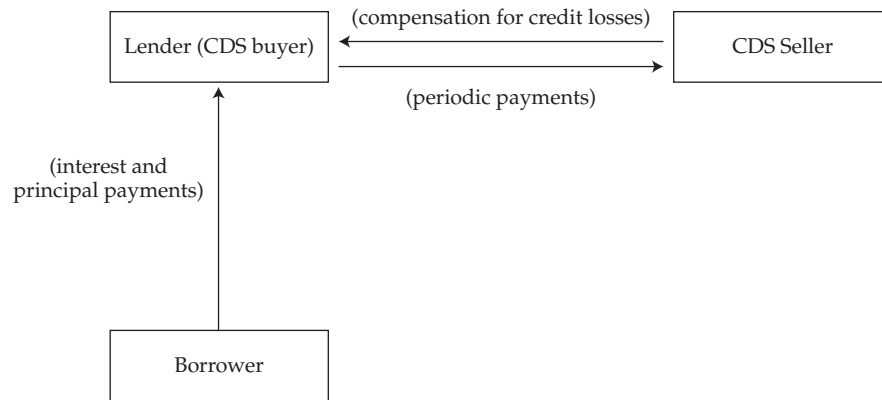 (compensation for credit losses)
Lender (CDS buyer)
CDS Seller
(periodic payments)
(interest and
principal payments)
Borrower